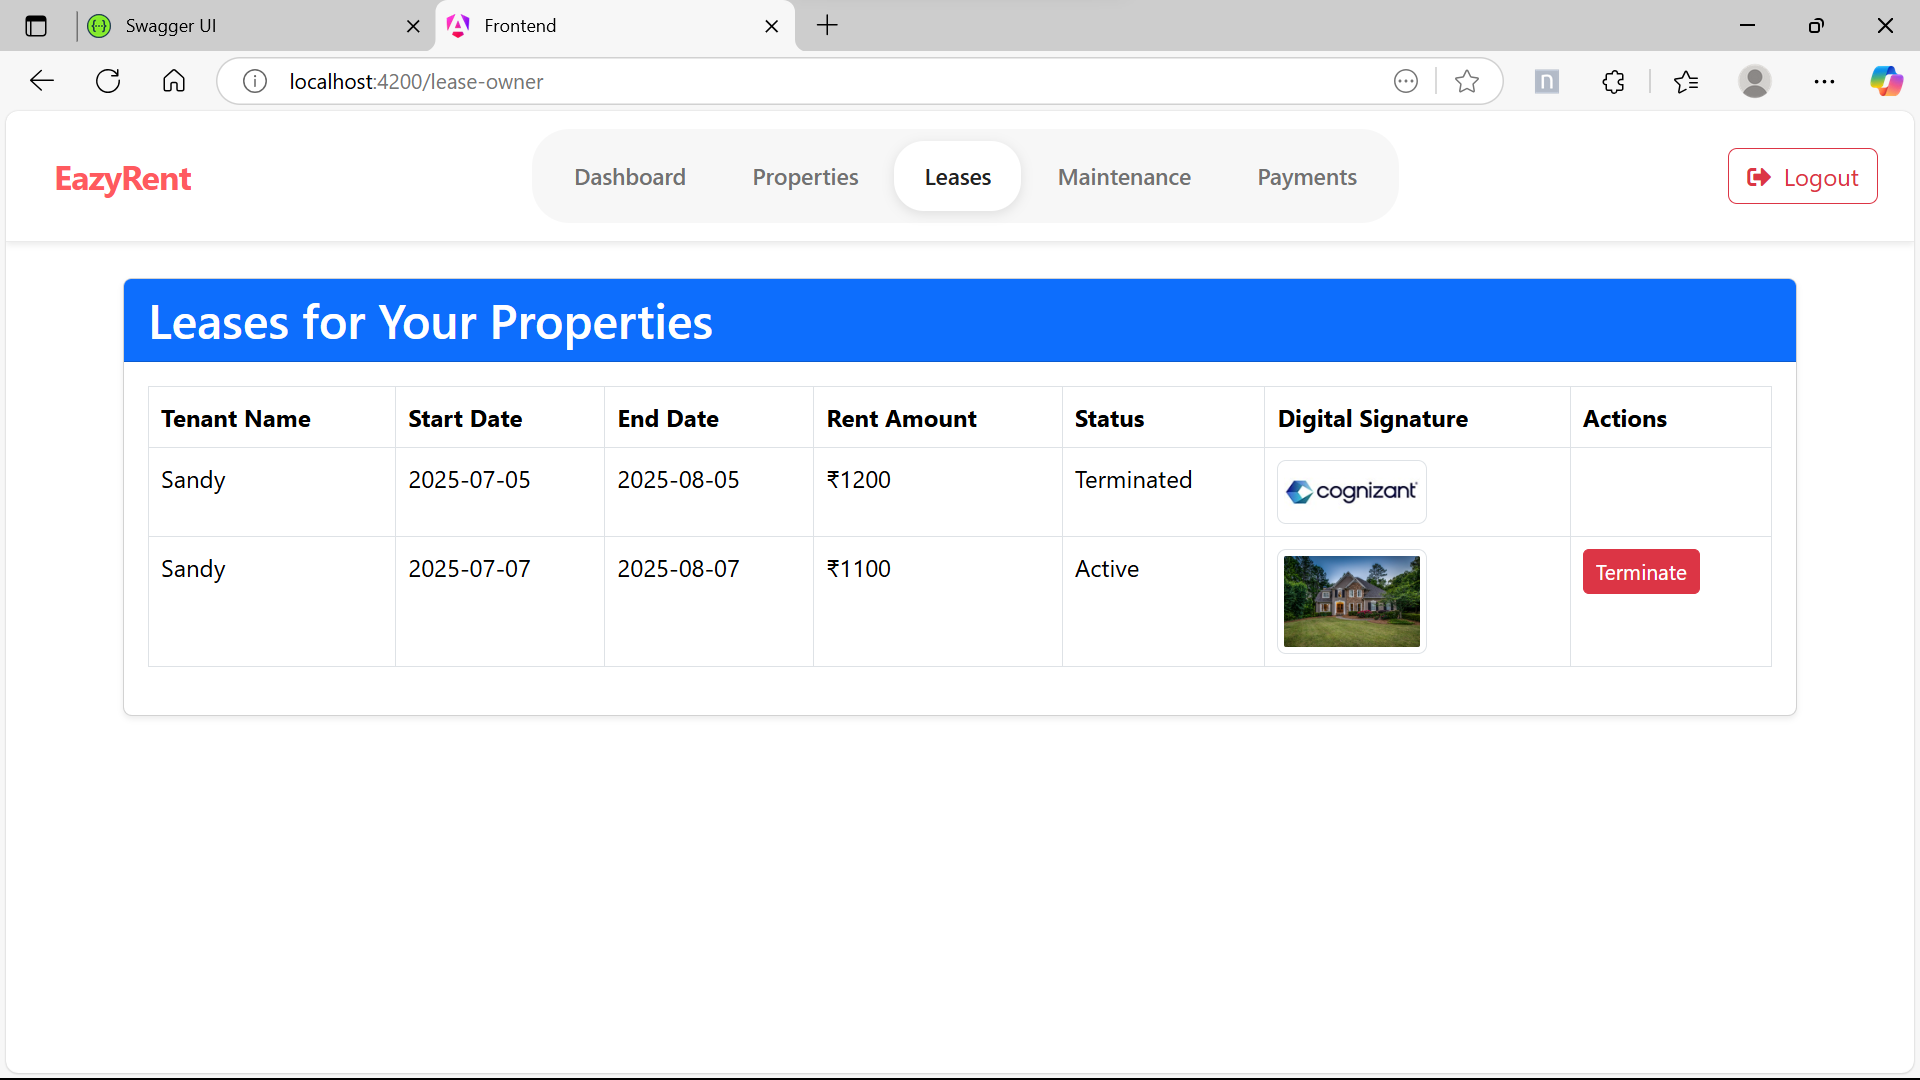 Swagger UI
Frontend
localhost:4200/lease-owner
n
EazyRent
Dashboard
Properties
Leases
Maintenance
Payments
Logout
Leases for Your Properties
Tenant Name Start Date End Date Rent Amount Status Digital Signature Actions
Sandy 2025-07-05 2025-08-05 ₹1200 Terminated cognizant
Sandy 2025-07-07 2025-08-07 ₹1100 Active Terminate